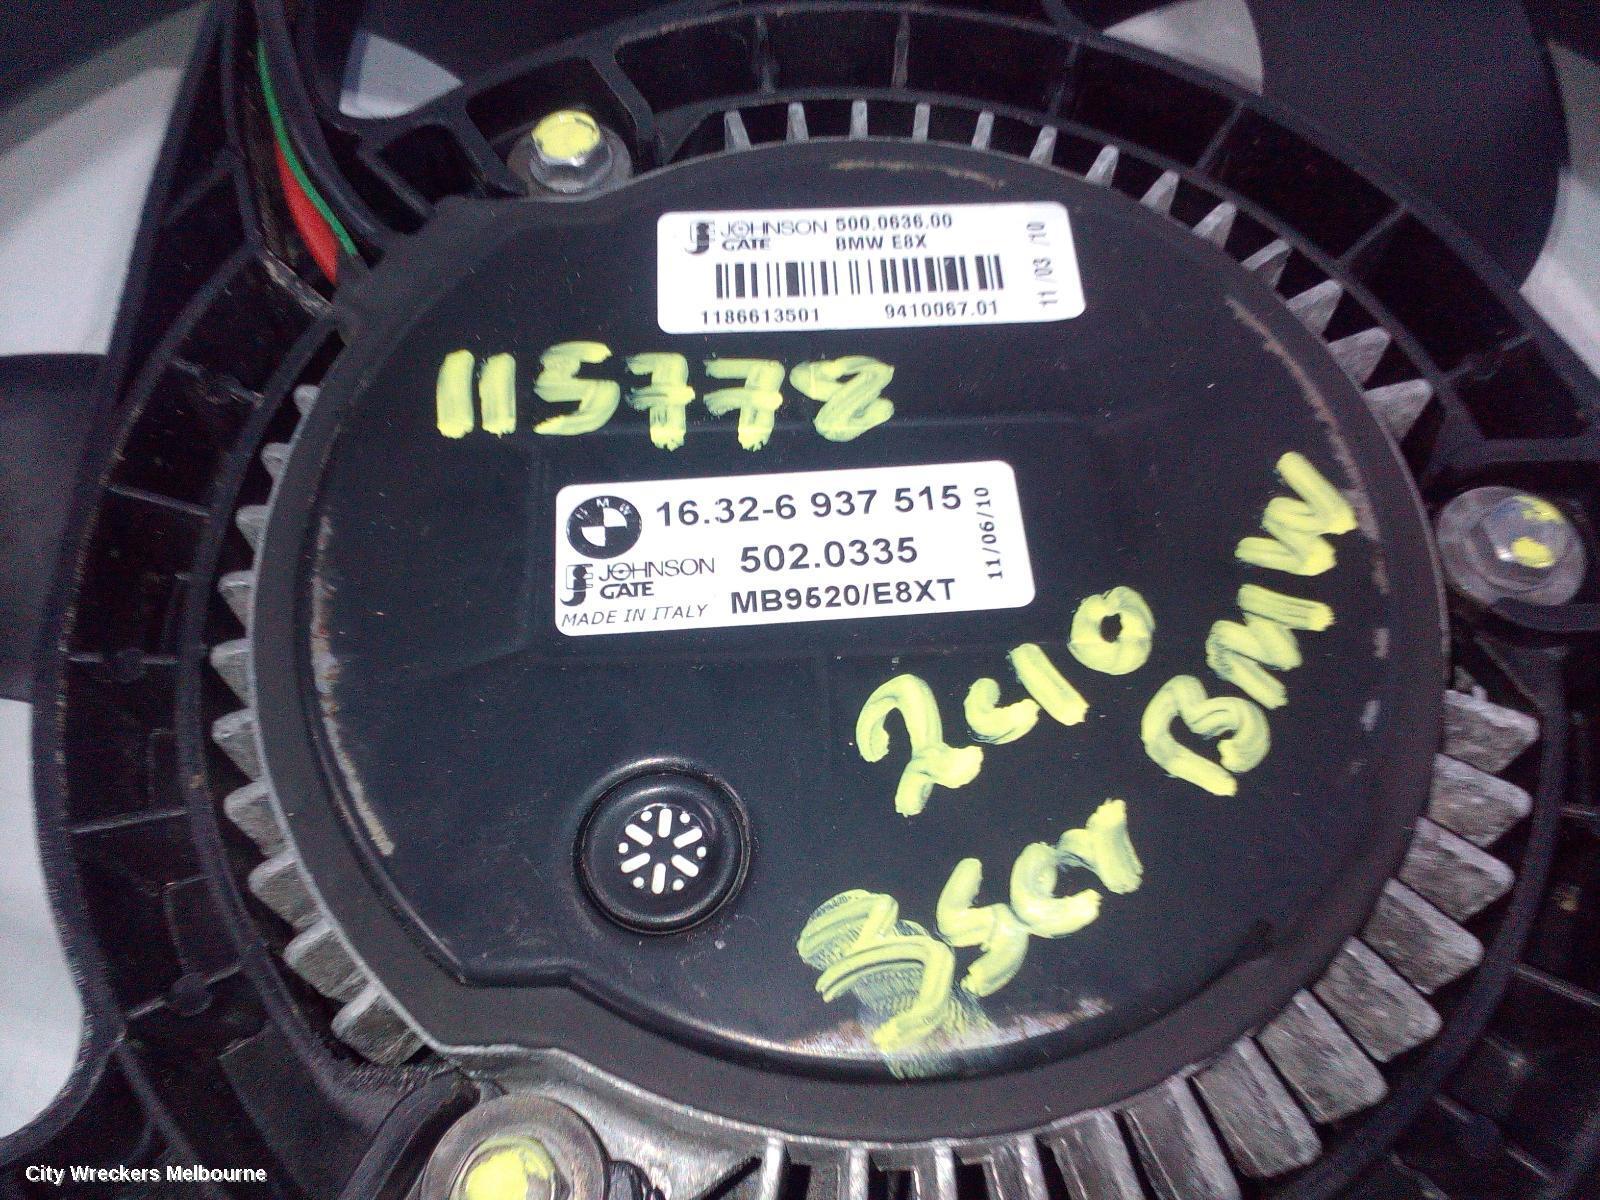 JOHNSON 500.0636.00
GATE BMW E8X
11/03/10
1186613501 9410067.01
115778
BMW
16.32-6 937 515
JOHNSON 502.0335
GATE MB9520/E8XT
MADE IN ITALY
11/06/10
BMW
2010
City Wreckers Melbourne